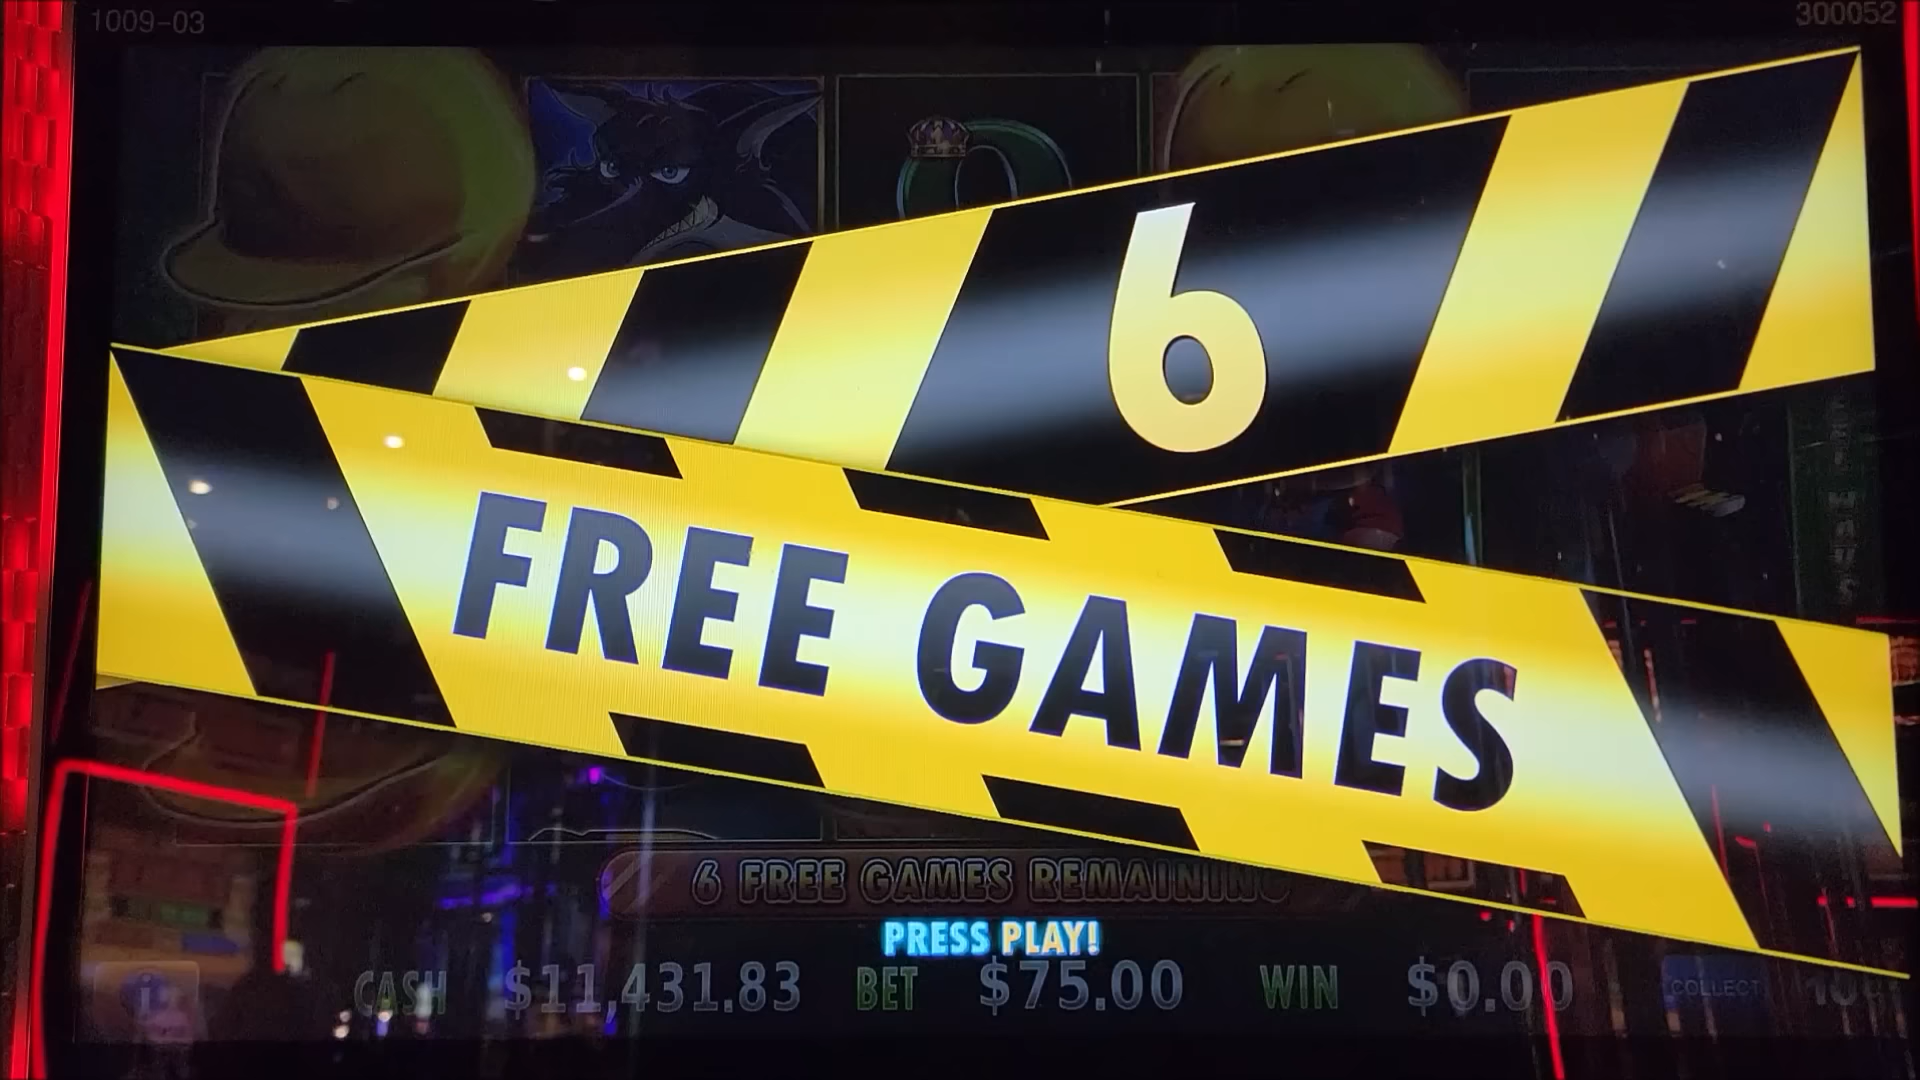 1009-03
300052
6
FREE GAMES
6 FREE GAMES REMAINING
PRESS PLAY!
CASH $11,431.83 BET $75.00 WIN $0.00 COLLECT